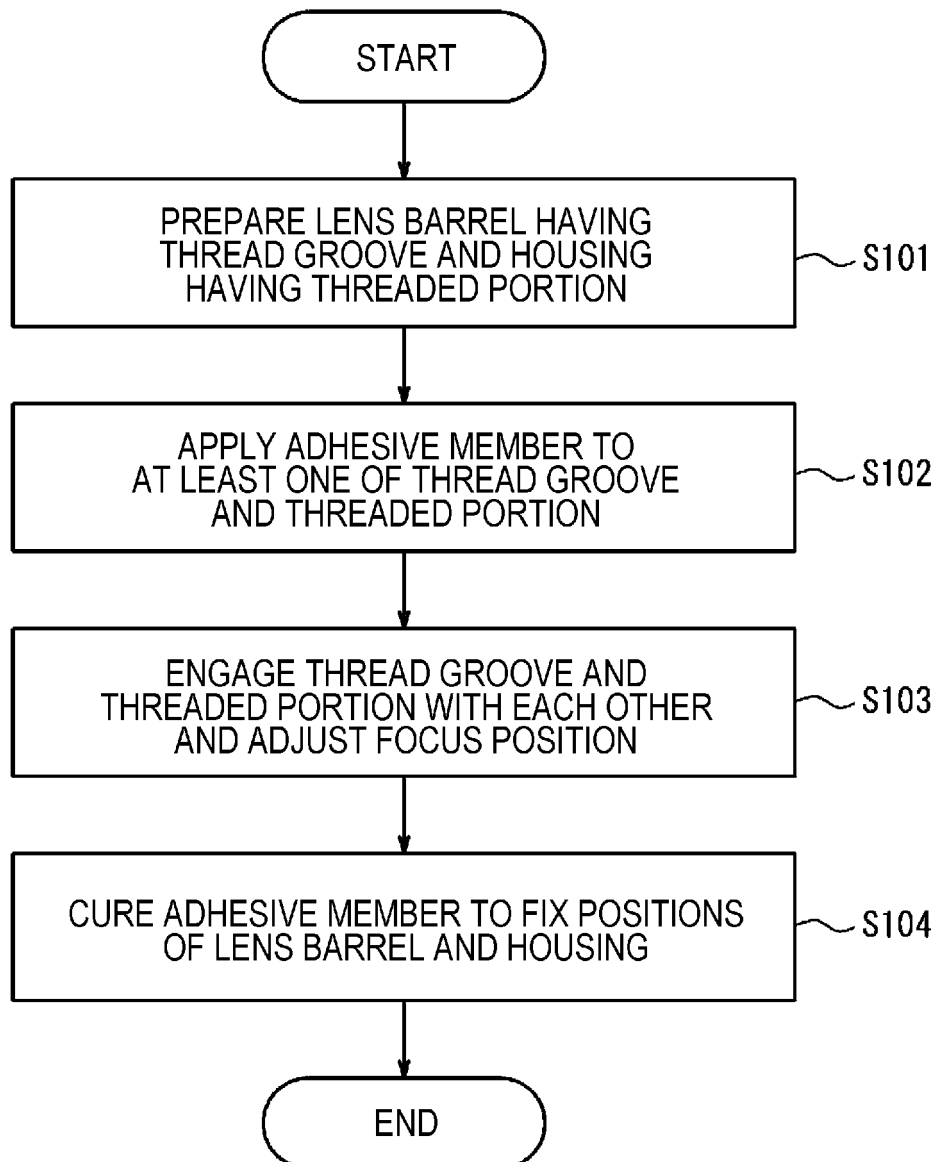 START
PREPARE LENS BARREL HAVING
THREAD GROOVE AND HOUSING
HAVING THREADED PORTION
S101
APPLY ADHESIVE MEMBER TO
AT LEAST ONE OF THREAD GROOVE
AND THREADED PORTION
S102
ENGAGE THREAD GROOVE AND
THREADED PORTION WITH EACH OTHER
AND ADJUST FOCUS POSITION
S103
CURE ADHESIVE MEMBER TO FIX POSITIONS
OF LENS BARREL AND HOUSING
S104
END